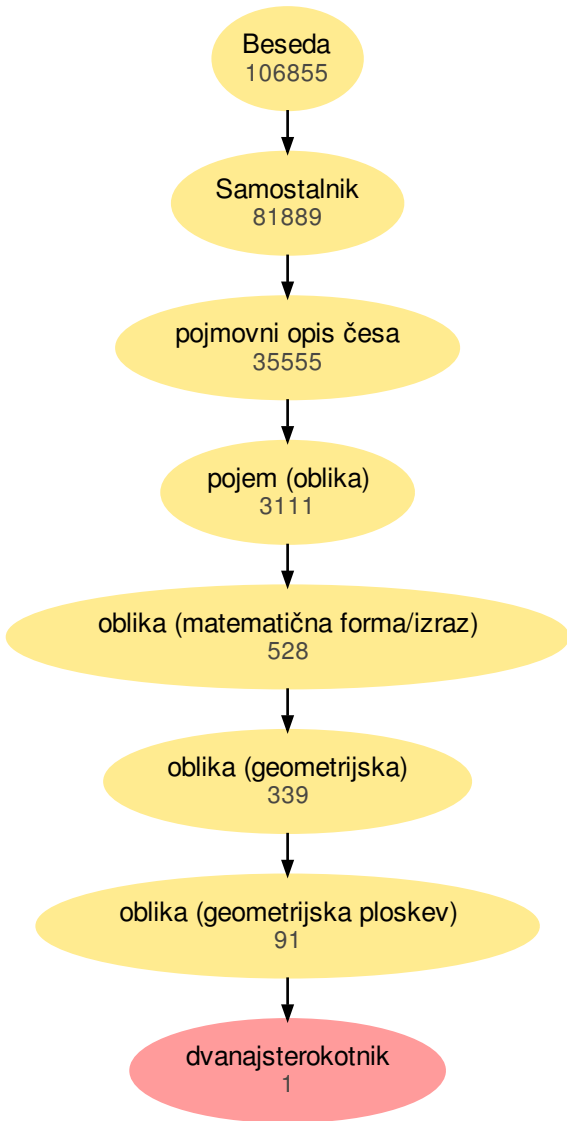 Beseda
106855
Samostalnik
81889
pojmovni opis česa
35555
pojem (oblika)
3111
oblika (matematična forma/izraz)
528
oblika (geometrijska)
339
oblika (geometrijska ploskev)
91
dvanajsterokotnik
1